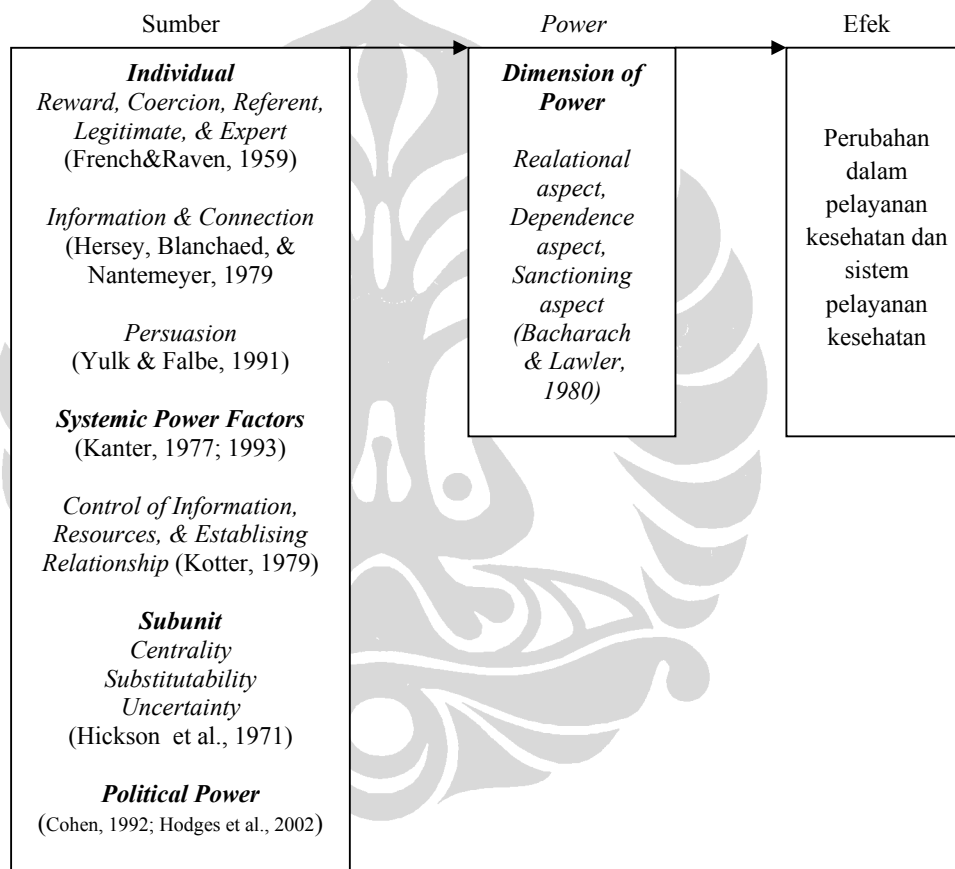 Sumber
Power
Efek
Individual
Reward, Coercion, Referent,
Legitimate, & Expert
(French&Raven, 1959)
Information & Connection
(Hersey, Blanchaed, &
Nantemeyer, 1979
Persuasion
(Yulk & Falbe, 1991)
Systemic Power Factors
(Kanter, 1977; 1993)
Control of Information,
Resources, & Establising
Relationship (Kotter, 1979)
Subunit
Centrality
Substitutability
Uncertainty
(Hickson et al., 1971)
Political Power
(Cohen, 1992; Hodges et al., 2002)
Dimension of
Power
Realational
aspect,
Dependence
aspect,
Sanctioning
aspect
(Bacharach
& Lawler,
1980)
Perubahan
dalam
pelayanan
kesehatan dan
sistem
pelayanan
kesehatan